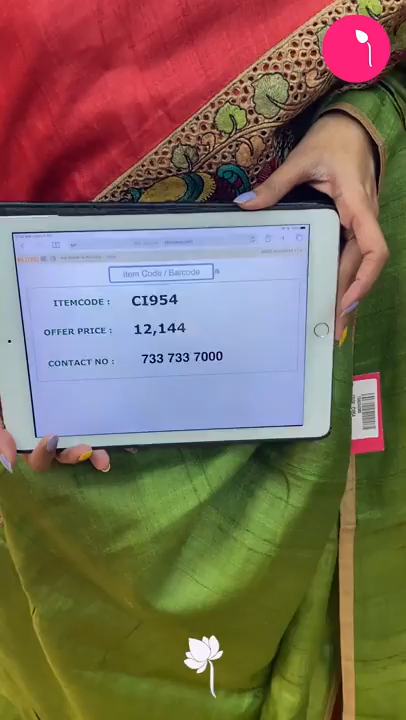 Item Code / Barcode
ITEMCODE : CI954
OFFER PRICE : 12,144
CONTACT NO : 733 733 7000